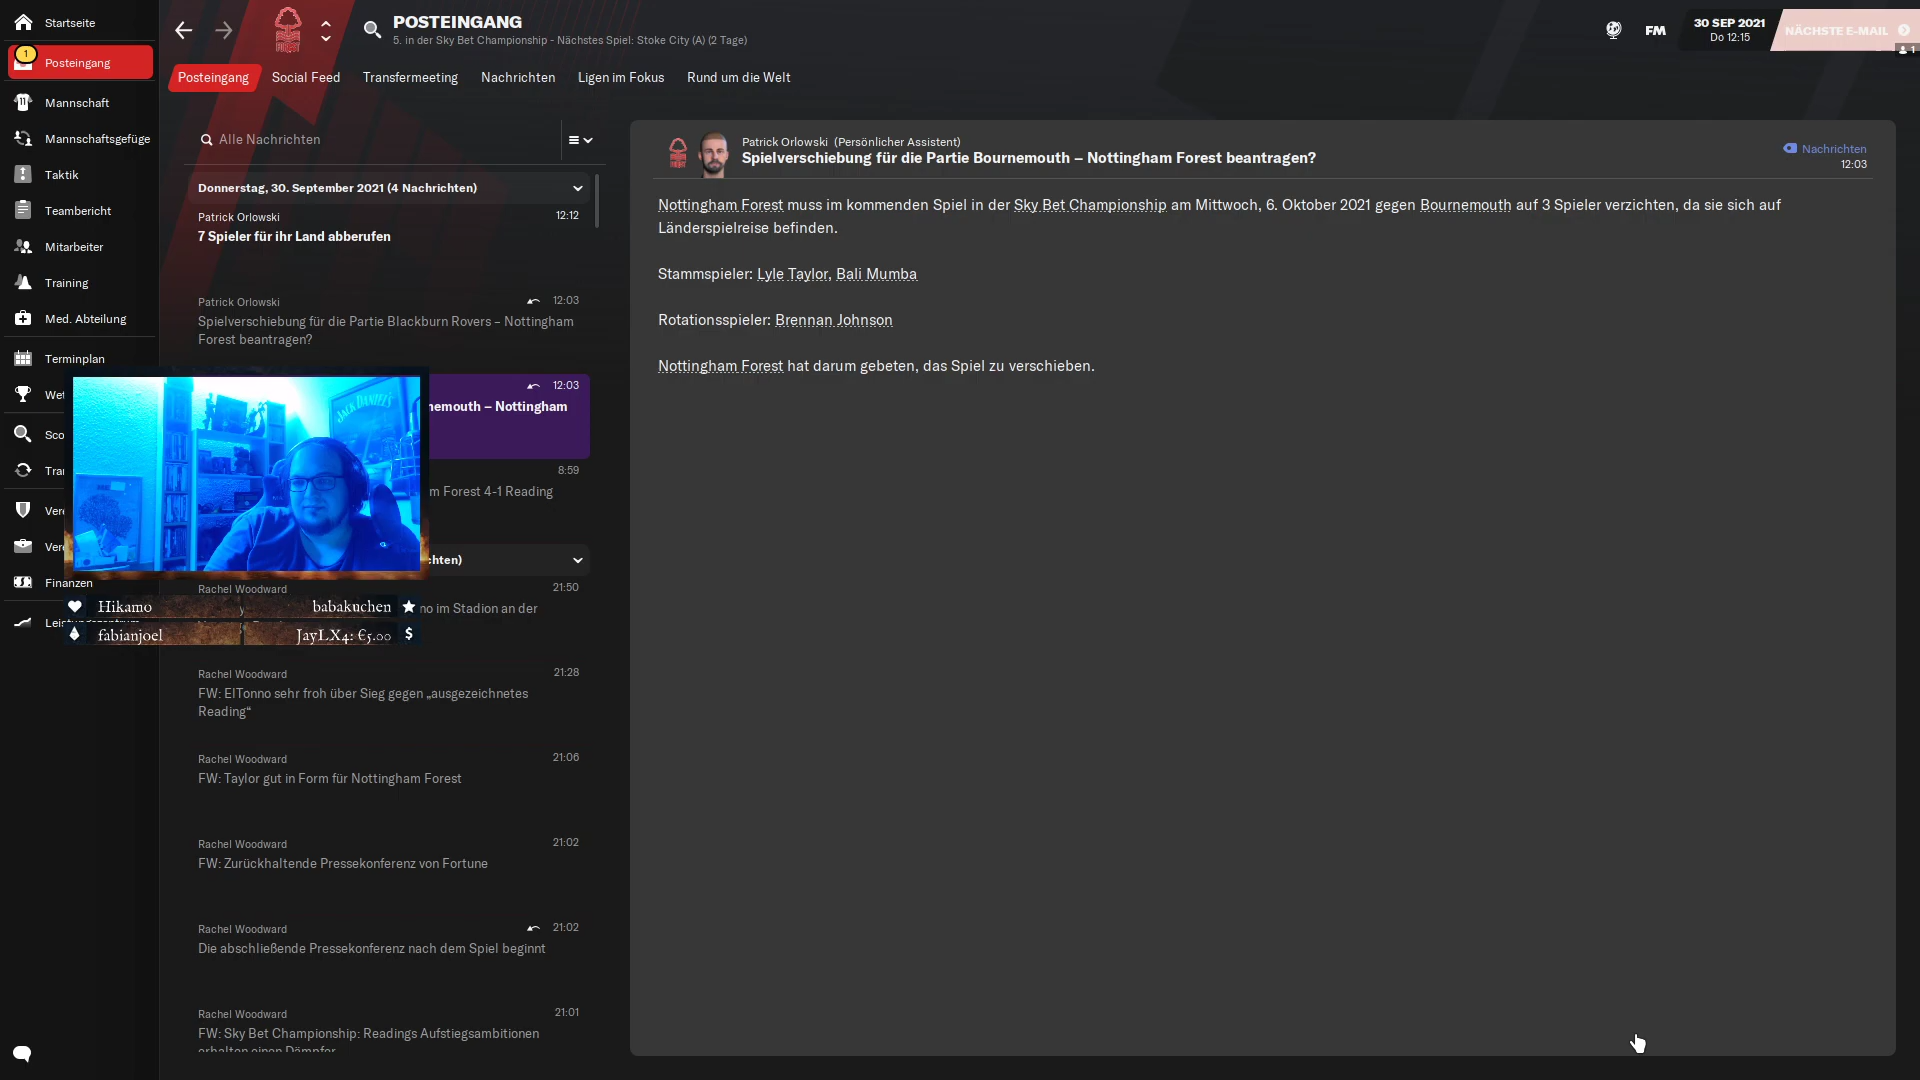 Startseite
1
Posteingang
Mannschaft
Mannschaftsgefüge
Taktik
Teambericht
Mitarbeiter
Training
Med. Abteilung
Terminplan
Finanzen
POSTEINGANG
5. in der Sky Bet Championship - Nächstes Spiel: Stoke City (A) (2 Tage)
FM
30 SEP 2021
Do 12:15
NÄCHSTE E-MAIL
1
Posteingang Social Feed Transfermeeting Nachrichten Ligen im Fokus Rund um die Welt
Alle Nachrichten
Donnerstag, 30. September 2021 (4 Nachrichten)
Patrick Orlowski 12:12
7 Spieler für ihr Land abberufen
Patrick Orlowski 12:03
Spielverschiebung für die Partie Blackburn Rovers – Nottingham
Forest beantragen?
12:03
nemouth – Nottingham
8:59
m Forest 4-1 Reading
chten)
Rachel Woodward 21:50
no im Stadion an der
Hikamo babakuchen
fabianjoel JayLX4: €5.00
Rachel Woodward 21:28
FW: ElTonno sehr froh über Sieg gegen „ausgezeichnetes
Reading“
Rachel Woodward 21:06
FW: Taylor gut in Form für Nottingham Forest
Rachel Woodward 21:02
FW: Zurückhaltende Pressekonferenz von Fortune
Rachel Woodward 21:02
Die abschließende Pressekonferenz nach dem Spiel beginnt
Rachel Woodward 21:01
FW: Sky Bet Championship: Readings Aufstiegsambitionen
erhalten einen Dämpfer
Patrick Orlowski (Persönlicher Assistent)
Spielverschiebung für die Partie Bournemouth – Nottingham Forest beantragen?
Nachrichten
12:03
Nottingham Forest muss im kommenden Spiel in der Sky Bet Championship am Mittwoch, 6. Oktober 2021 gegen Bournemouth auf 3 Spieler verzichten, da sie sich auf
Länderspielreise befinden.
Stammspieler: Lyle Taylor, Bali Mumba
Rotationsspieler: Brennan Johnson
Nottingham Forest hat darum gebeten, das Spiel zu verschieben.
JACK DANIEL'S